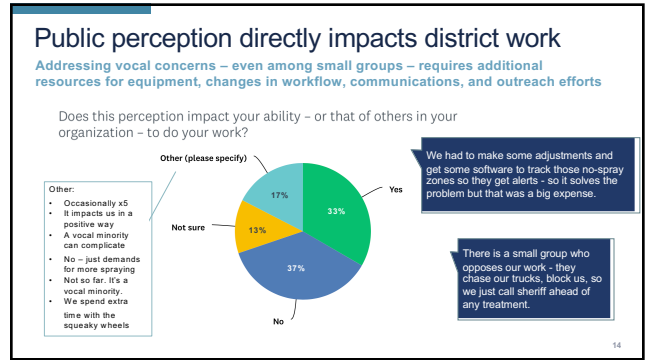 Public perception directly impacts district work
Addressing vocal concerns – even among small groups – requires additional
resources for equipment, changes in workflow, communications, and outreach efforts
Does this perception impact your ability – or that of others in your
organization – to do your work?
Other (please specify)
Yes
Not sure
No
17%
33%
13%
37%
Other:
• Occasionally x5
• It impacts us in a
positive way
• A vocal minority
can complicate
• No – just demands
for more spraying
• Not so far. It's a
vocal minority.
• We spend extra
time with the
squeaky wheels
We had to make some adjustments and
get some software to track those no-spray
zones so they get alerts - so it solves the
problem but that was a big expense.
There is a small group who
opposes our work - they
chase our trucks, block us, so
we just call sheriff ahead of
any treatment.
14